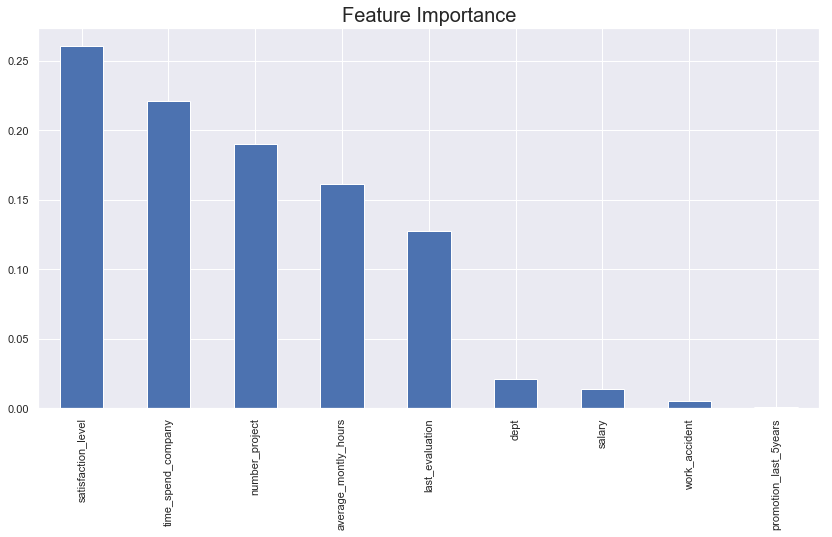 Feature Importance
0.25
0.20
0.15
0.10
0.05
0.00
satisfaction_level
time_spend_company
number_project
average_montly_hours
last_evaluation
dept
salary
work_accident
promotion_last_5years